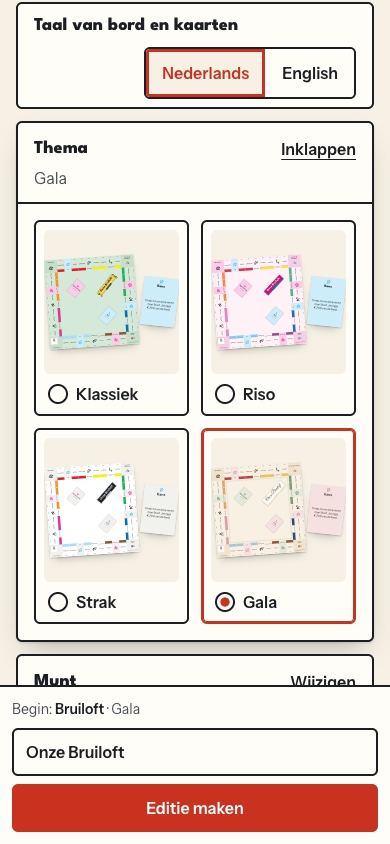 Taal van bord en kaarten
Nederlands
English
Thema
Inklappen
Gala
Klassiek
Riso
Strak
Gala
Munt
Wijzigen
Begin: Bruiloft · Gala
Onze Bruiloft
Editie maken